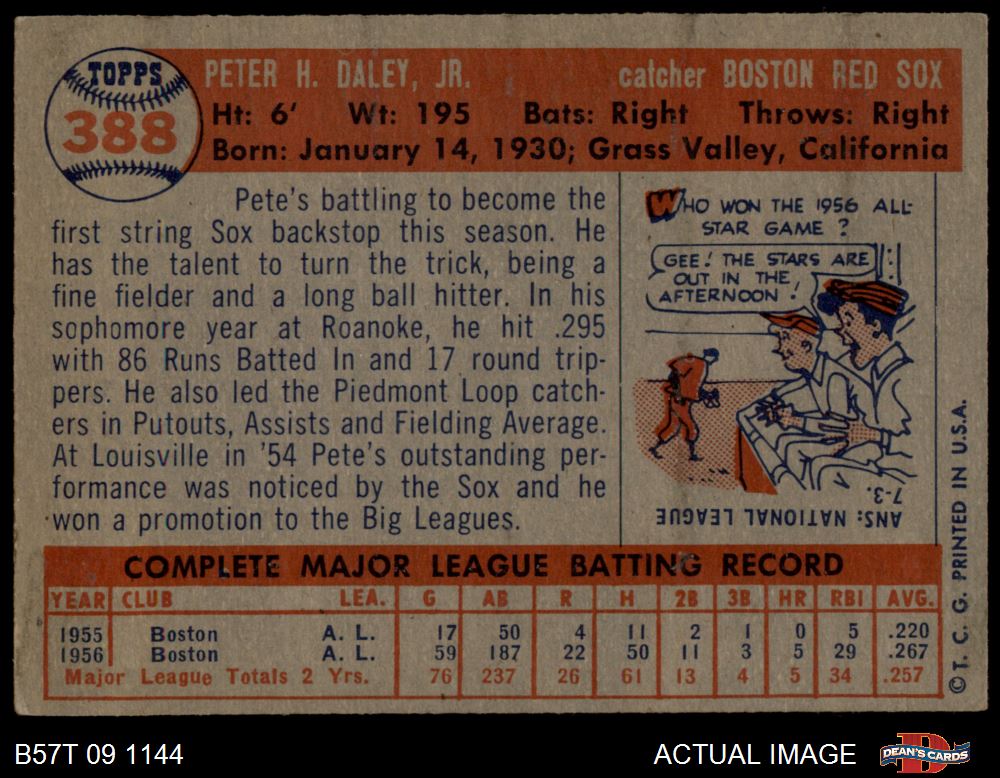 TOPPS
388
PETER H. DALEY, JR. catcher BOSTON RED SOX
Ht: 6' Wt: 195 Bats: Right Throws: Right
Born: January 14, 1930; Grass Valley, California
Pete's battling to become the
first string Sox backstop this season. He
has the talent to turn the trick, being a
fine fielder and a long ball hitter. In his
sophomore year at Roanoke, he hit .295
with 86 Runs Batted In and 17 round trip-
pers. He also led the Piedmont Loop catch-
ers in Putouts, Assists and Fielding Average.
At Louisville in '54 Pete's outstanding per-
formance was noticed by the Sox and he
won a promotion to the Big Leagues.
WHO WON THE 1956 ALL-
STAR GAME ?
GEE! THE STARS ARE
OUT IN THE
AFTERNOON!
ANS: NATIONAL LEAGUE
7-3.
COMPLETE MAJOR LEAGUE BATTING RECORD
YEAR CLUB LEA. G AB R H 2B 3B HR RBI AVG.
1955 Boston A. L. 17 50 4 11 2 1 0 5 .220
1956 Boston A. L. 59 187 22 50 11 3 5 29 .267
Major League Totals 2 Yrs. 76 237 26 61 13 4 5 34 .257
© T. C. G. PRINTED IN U.S.A.
B57T 09 1144 ACTUAL IMAGE DEAN'S CARDS